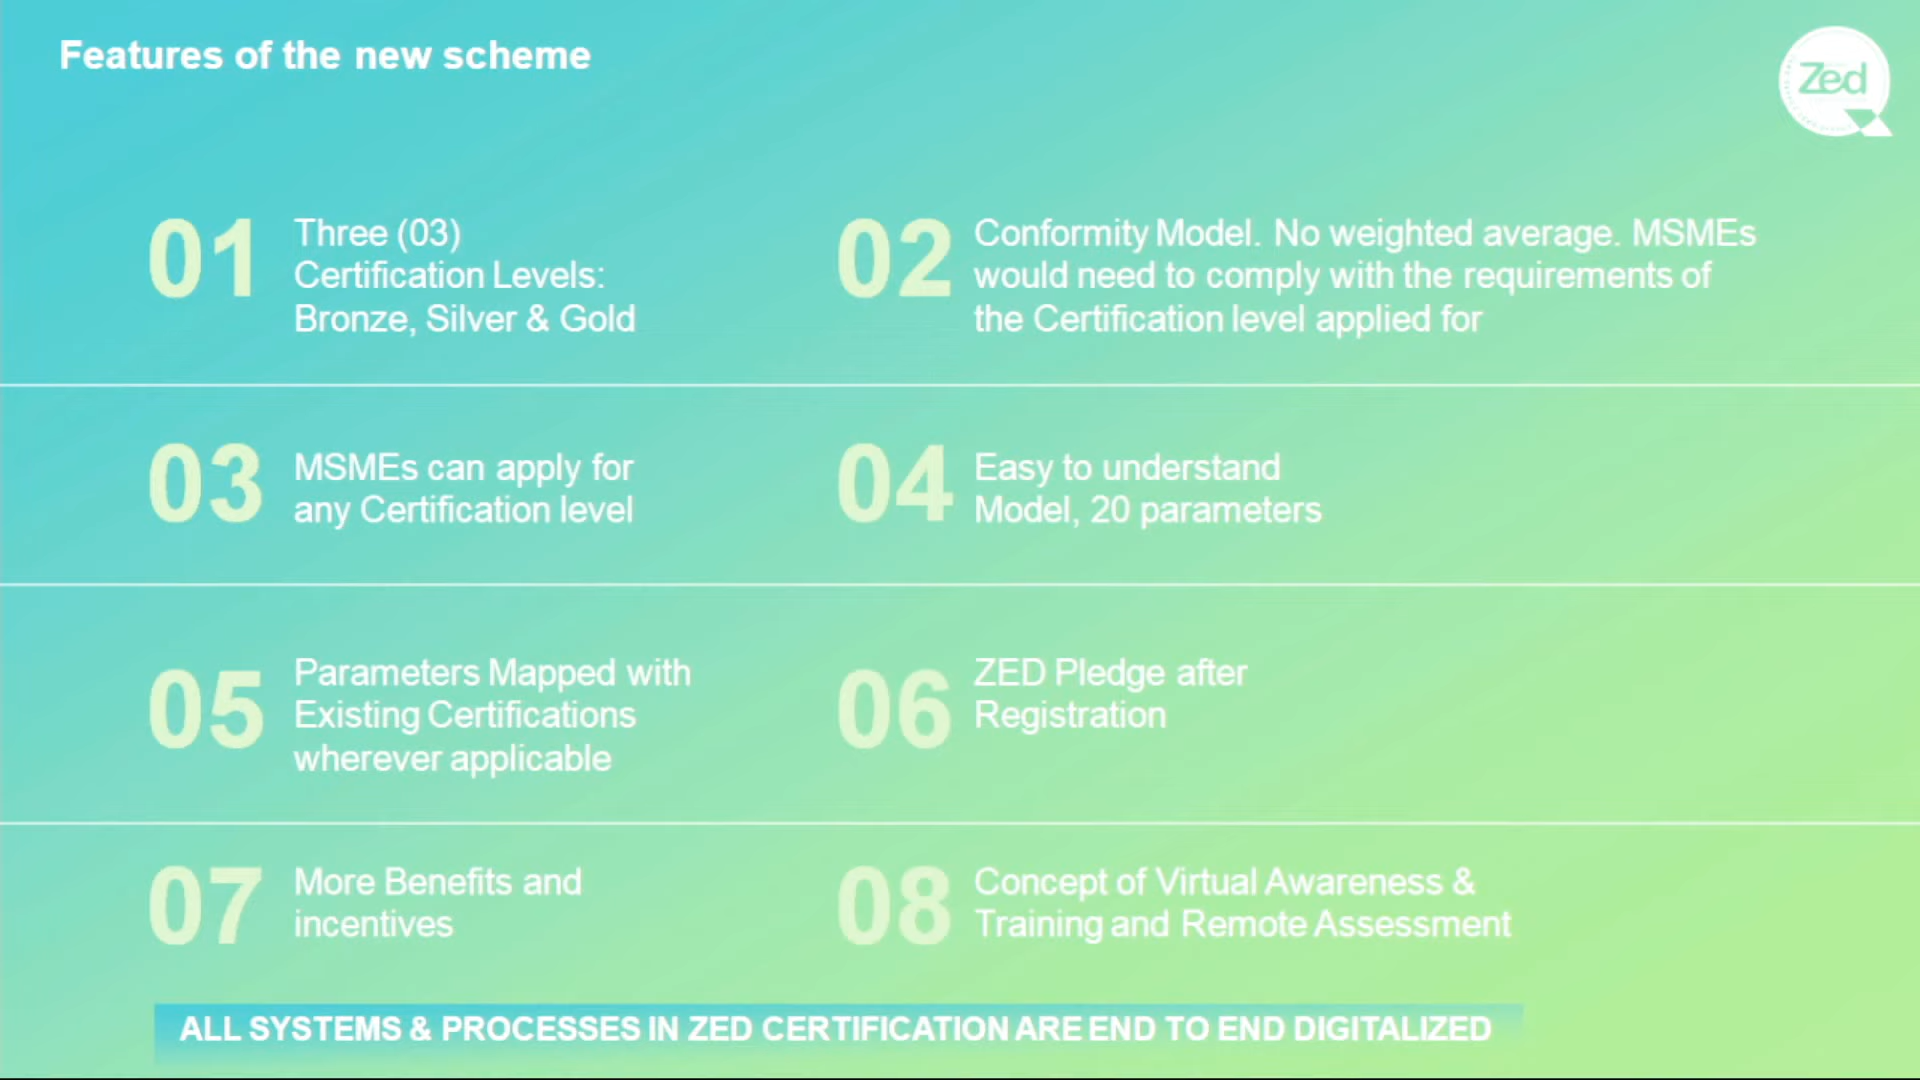 Features of the new scheme
Zed
01
Three (03)
Certification Levels:
Bronze, Silver & Gold
02
Conformity Model. No weighted average. MSMEs
would need to comply with the requirements of
the Certification level applied for
03
MSMEs can apply for
any Certification level
04
Easy to understand
Model, 20 parameters
05
Parameters Mapped with
Existing Certifications
wherever applicable
06
ZED Pledge after
Registration
07
More Benefits and
incentives
08
Concept of Virtual Awareness &
Training and Remote Assessment
ALL SYSTEMS & PROCESSES IN ZED CERTIFICATION ARE END TO END DIGITALIZED